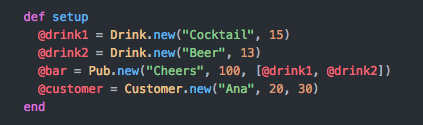 def setup
  @drink1 = Drink.new("Cocktail", 15)
  @drink2 = Drink.new("Beer", 13)
  @bar = Pub.new("Cheers", 100, [@drink1, @drink2])
  @customer = Customer.new("Ana", 20, 30)
end